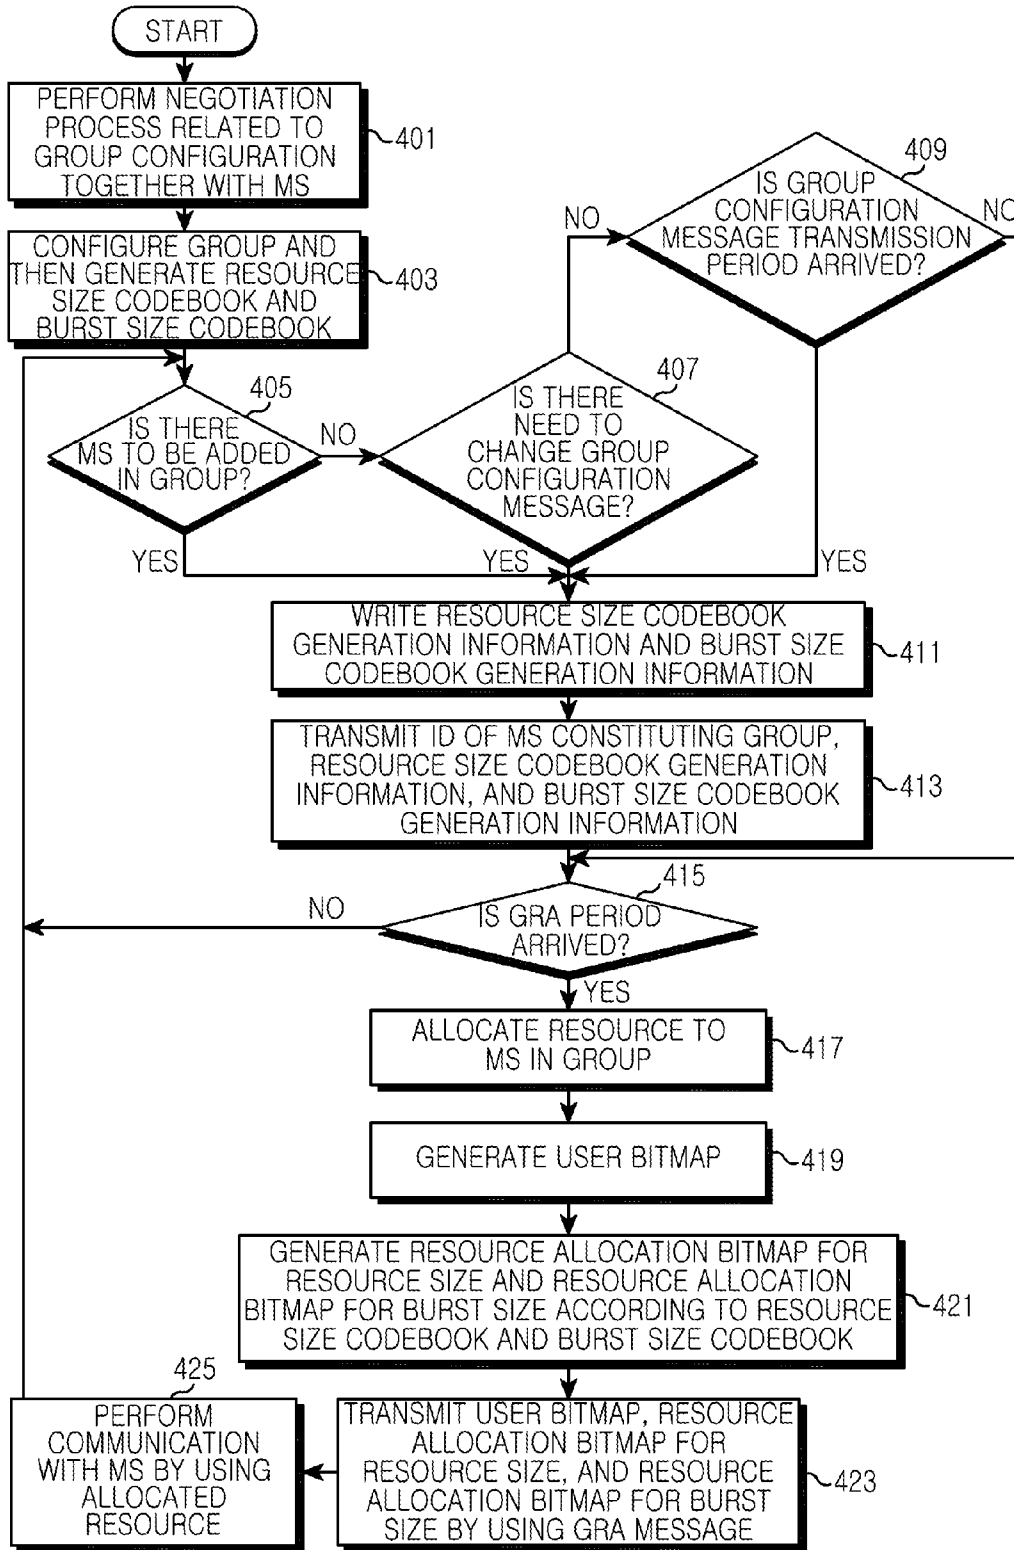 START
PERFORM NEGOTIATION
PROCESS RELATED TO
GROUP CONFIGURATION
TOGETHER WITH MS
401
CONFIGURE GROUP AND
THEN GENERATE RESOURCE
SIZE CODEBOOK AND
BURST SIZE CODEBOOK
403
405
IS THERE
MS TO BE ADDED
IN GROUP?
NO
YES
407
IS THERE
NEED TO
CHANGE GROUP
CONFIGURATION
MESSAGE?
NO
YES
409
IS GROUP
CONFIGURATION
MESSAGE TRANSMISSION
PERIOD ARRIVED?
NO
YES
WRITE RESOURCE SIZE CODEBOOK
GENERATION INFORMATION AND BURST SIZE
CODEBOOK GENERATION INFORMATION
411
TRANSMIT ID OF MS CONSTITUTING GROUP,
RESOURCE SIZE CODEBOOK GENERATION
INFORMATION, AND BURST SIZE CODEBOOK
GENERATION INFORMATION
413
415
IS GRA PERIOD
ARRIVED?
NO
YES
ALLOCATE RESOURCE TO
MS IN GROUP
417
GENERATE USER BITMAP
419
GENERATE RESOURCE ALLOCATION BITMAP FOR
RESOURCE SIZE AND RESOURCE ALLOCATION
BITMAP FOR BURST SIZE ACCORDING TO RESOURCE
SIZE CODEBOOK AND BURST SIZE CODEBOOK
421
TRANSMIT USER BITMAP, RESOURCE
ALLOCATION BITMAP FOR
RESOURCE SIZE, AND RESOURCE
ALLOCATION BITMAP FOR BURST
SIZE BY USING GRA MESSAGE
423
425
PERFORM
COMMUNICATION
WITH MS BY USING
ALLOCATED
RESOURCE